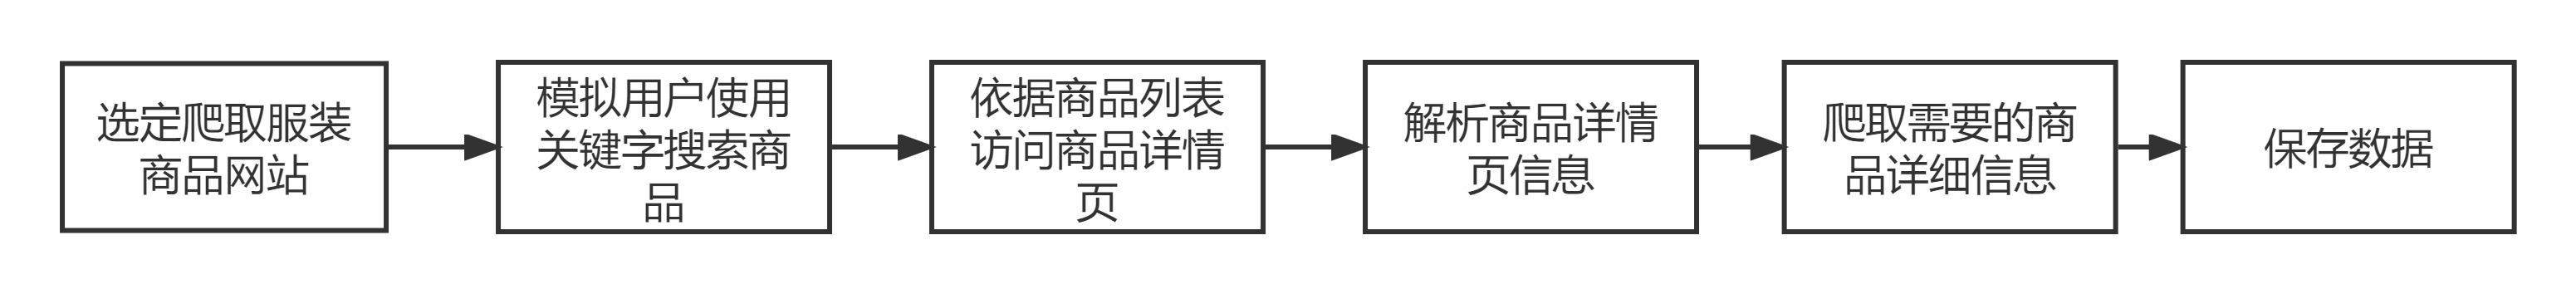 选定爬取服装
商品网站
模拟用户使用
关键字搜索商
品
依据商品列表
访问商品详情
页
解析商品详情
页信息
爬取需要的商
品详细信息
保存数据